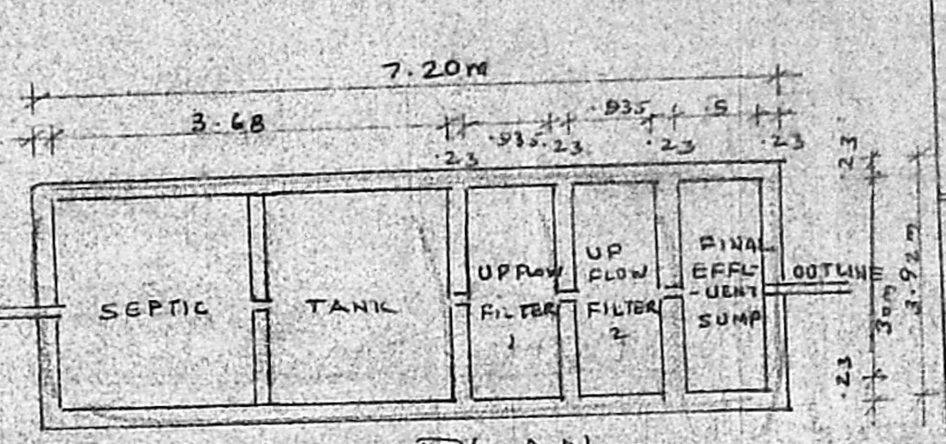 7.20m
3.68
.935
.5
.23
.935
.23
.23
.23
.23
SEPTIC
TANK
UPFLOW
FILTER
1
UP
FLOW
FILTER
2
FINAL
EFFL-
-UENT
SUMP
OUTLINE
3.92m
.23
PLAN